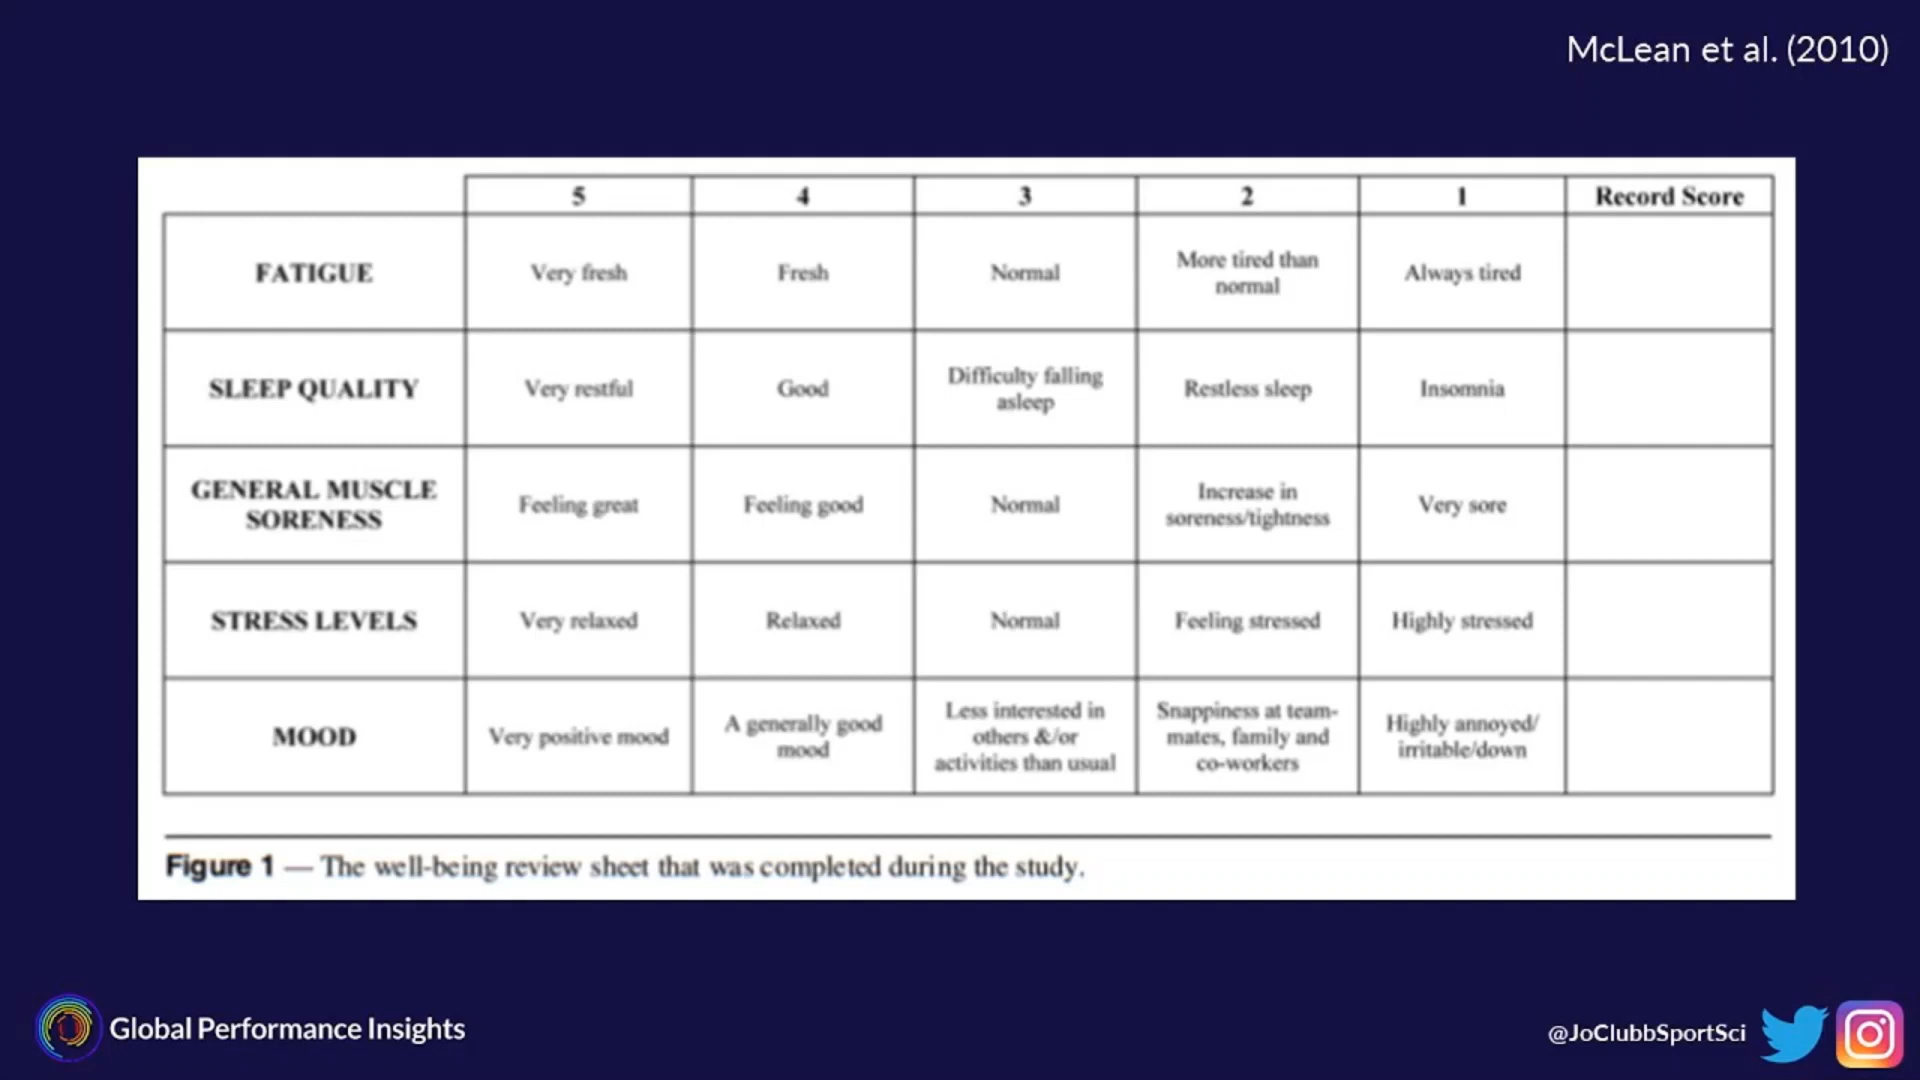 McLean et al. (2010)
5 4 3 2 1 Record Score
FATIGUE Very fresh Fresh Normal More tired than normal Always tired
SLEEP QUALITY Very restful Good Difficulty falling asleep Restless sleep Insomnia
GENERAL MUSCLE SORENESS Feeling great Feeling good Normal Increase in soreness/tightness Very sore
STRESS LEVELS Very relaxed Relaxed Normal Feeling stressed Highly stressed
MOOD Very positive mood A generally good mood Less interested in others &/or activities than usual Snappiness at team-mates, family and co-workers Highly annoyed/irritable/down
Figure 1 — The well-being review sheet that was completed during the study.
Global Performance Insights
@JoClubbSportSci